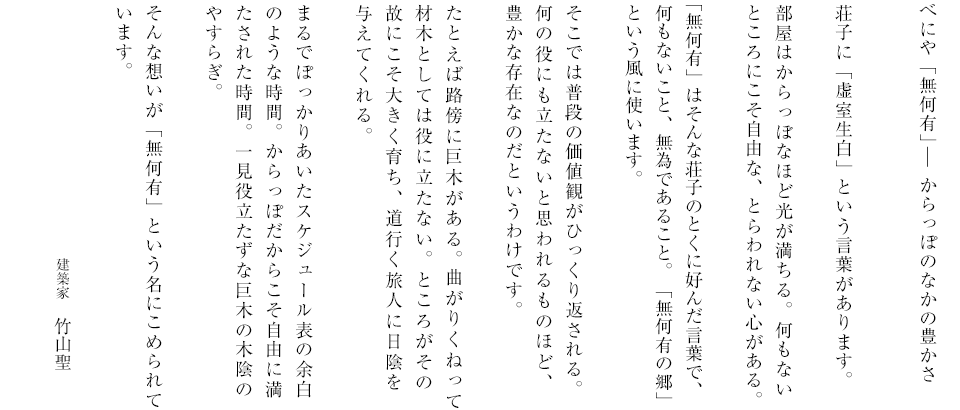 べにや「無何有」― からっぽのなかの豊かさ
荘子に「虚室生白」という言葉があります。
部屋はからっぽなほど光が満ちる。何もない
ところにこそ自由な、とらわれない心がある。
「無何有」はそんな荘子のとくに好んだ言葉で、
何もないこと、無為であること。「無何有の郷」
という風に使います。
そこでは普段の価値観がひっくり返される。
何の役にも立たないと思われるものほど、
豊かな存在なのだというわけです。
たとえば路傍に巨木がある。曲がりくねって
材木としては役に立たない。ところがその
故にこそ大きく育ち、道行く旅人に日陰を
与えてくれる。
まるでぽっかりあいたスケジュール表の余白
のような時間。からっぽだからこそ自由に満
たされた時間。一見役立たずな巨木の木陰の
やすらぎ。
そんな想いが「無何有」という名にこめられて
います。
建築家 竹山聖